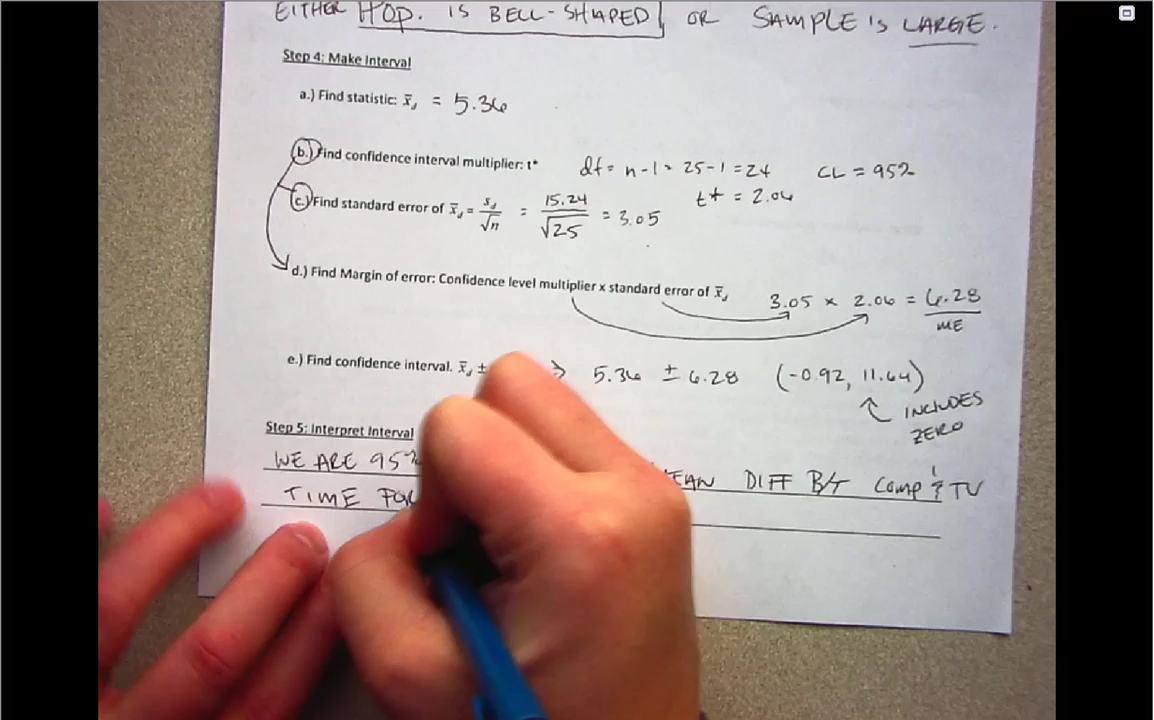 EITHER POP. IS BELL-SHAPED OR SAMPLE IS LARGE.
Step 4: Make Interval
a.) Find statistic: x̄d = 5.36
b.) Find confidence interval multiplier: t* df = n-1 = 25-1 = 24 CL = 95%
t* = 2.06
c.) Find standard error of x̄d = sd/√n = 15.24/√25 = 3.05
d.) Find Margin of error: Confidence level multiplier x standard error of x̄d 3.05 × 2.06 = 6.28
ME
e.) Find confidence interval. x̄d ± ⇒ 5.36 ± 6.28 (-0.92, 11.64)
INCLUDES
ZERO
Step 5: Interpret Interval
WE ARE 95% DIFF B/T COMP & TV
TIME FOR